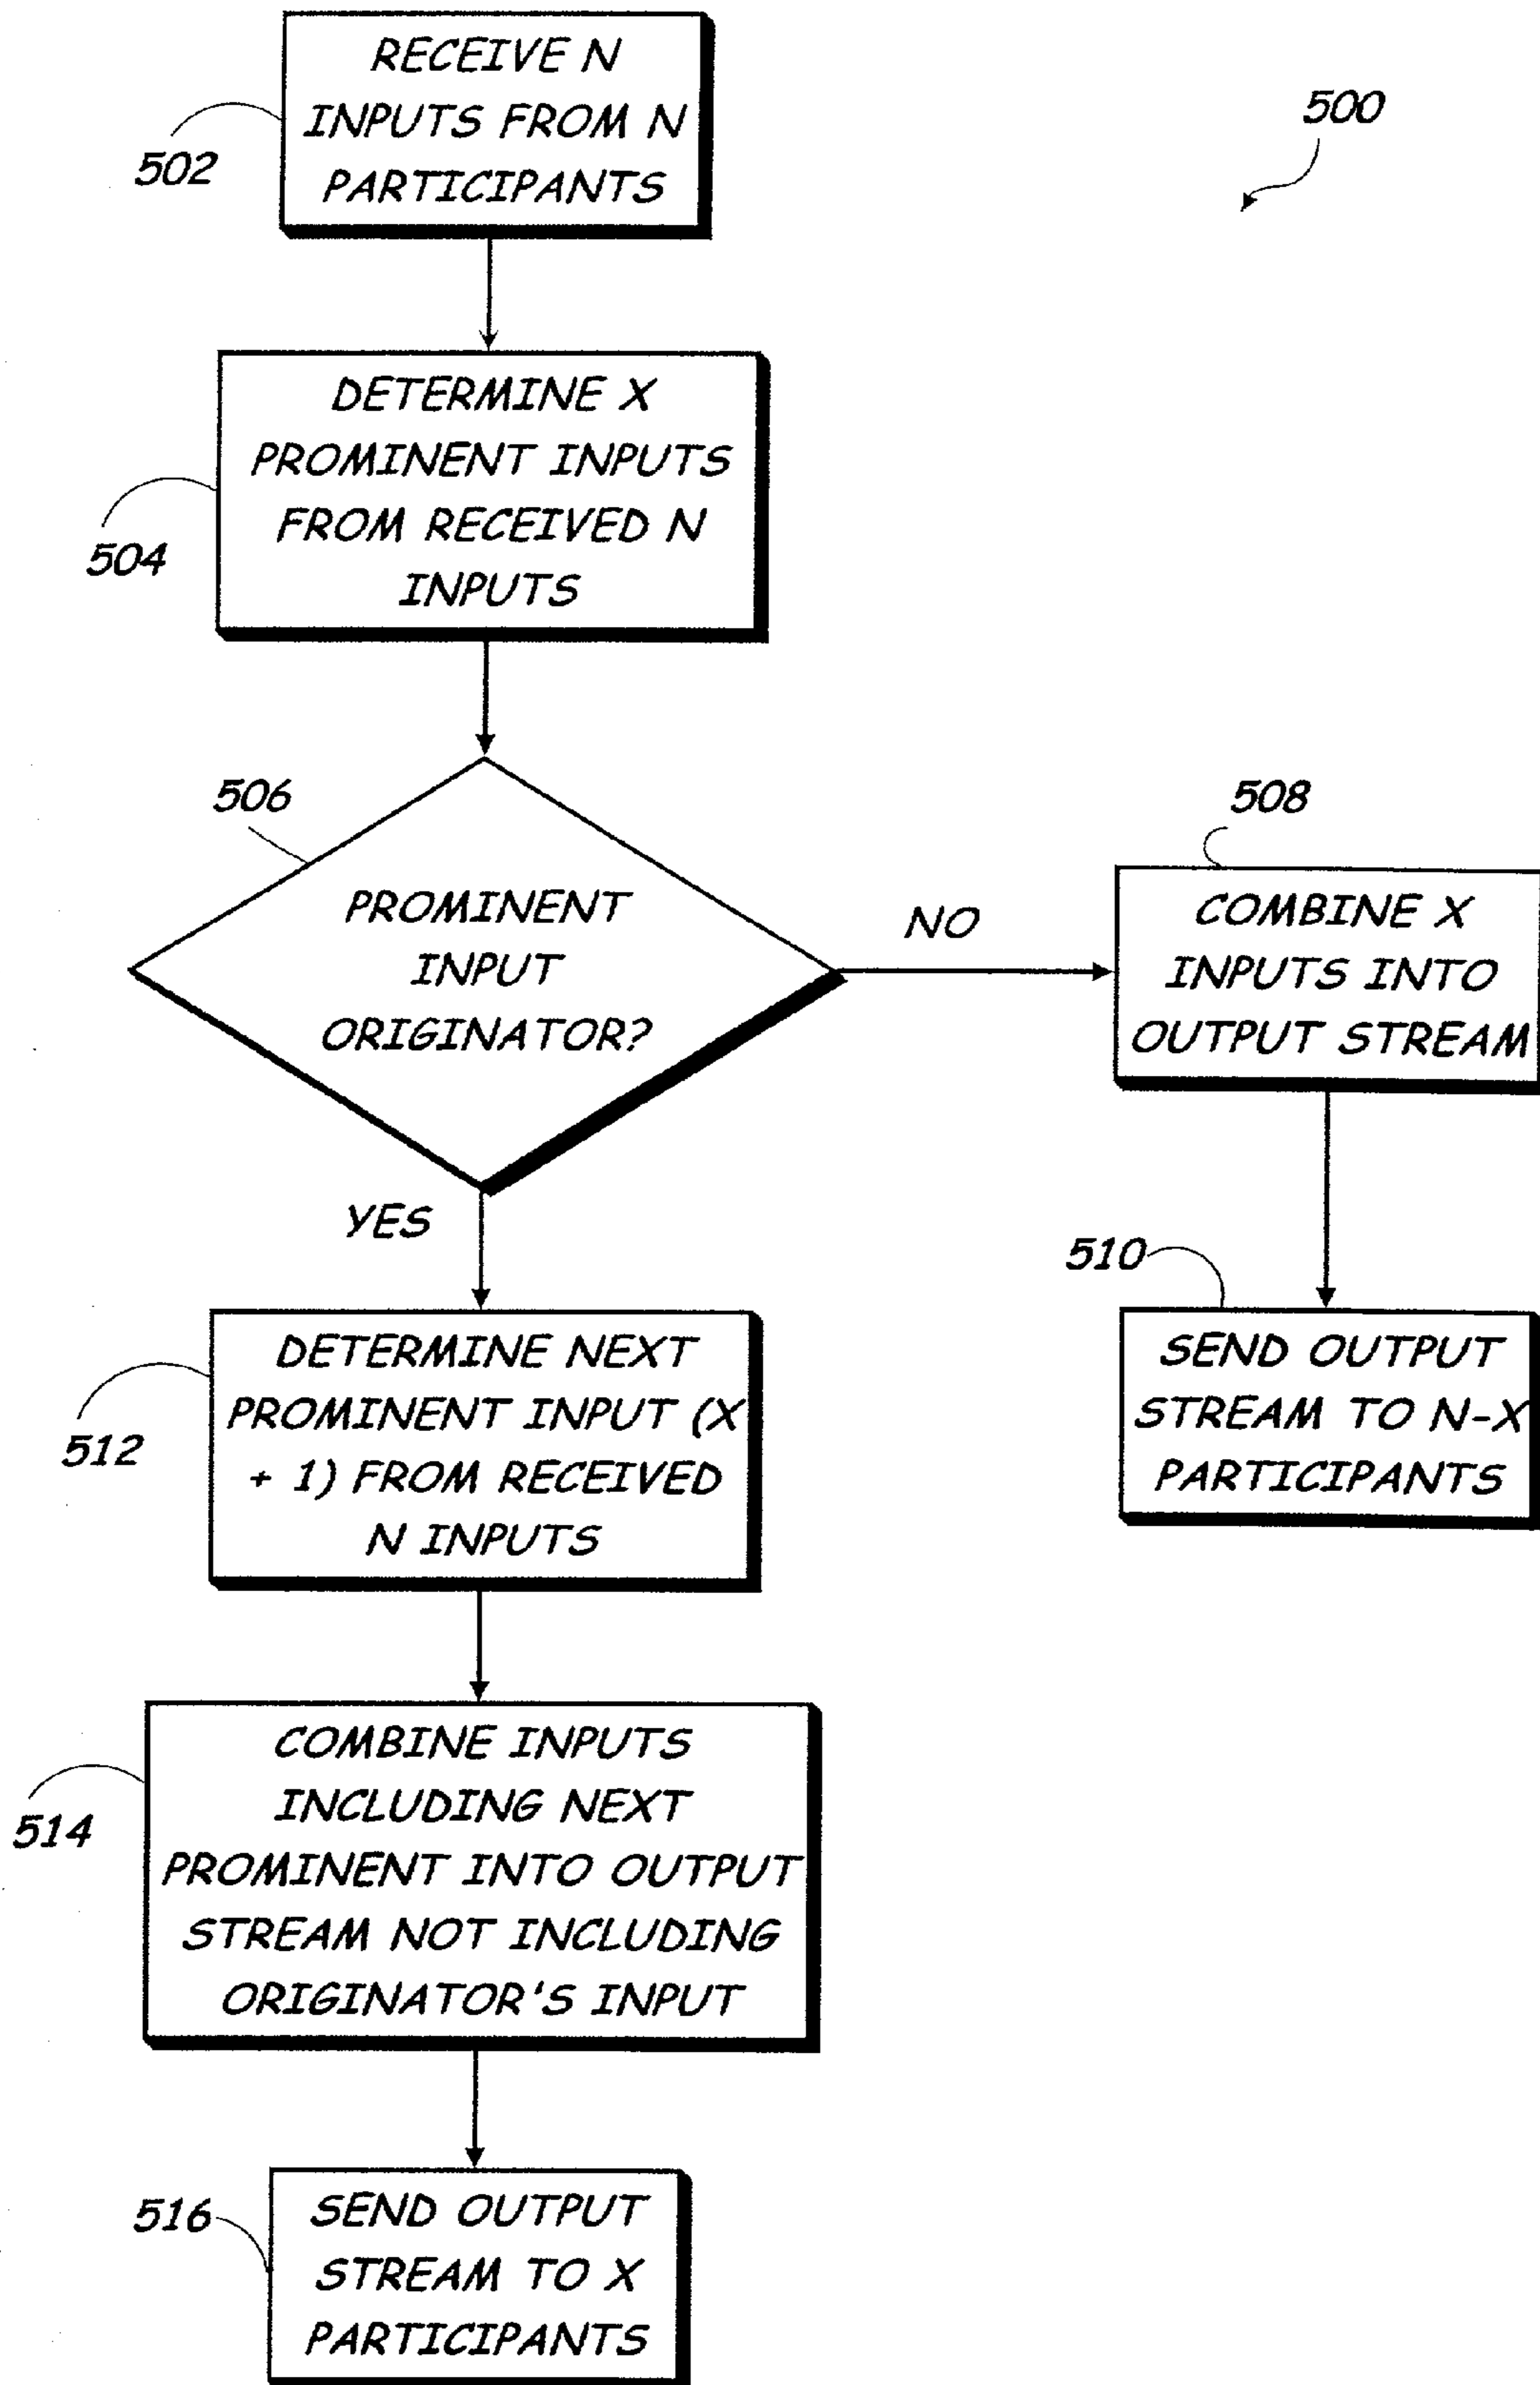 RECEIVE N
INPUTS FROM N
PARTICIPANTS
502
500
DETERMINE X
PROMINENT INPUTS
FROM RECEIVED N
INPUTS
504
506
PROMINENT
INPUT
ORIGINATOR?
NO
508
COMBINE X
INPUTS INTO
OUTPUT STREAM
YES
510
SEND OUTPUT
STREAM TO N-X
PARTICIPANTS
DETERMINE NEXT
PROMINENT INPUT (X
+ 1) FROM RECEIVED
N INPUTS
512
COMBINE INPUTS
INCLUDING NEXT
PROMINENT INTO OUTPUT
STREAM NOT INCLUDING
ORIGINATOR'S INPUT
514
516
SEND OUTPUT
STREAM TO X
PARTICIPANTS